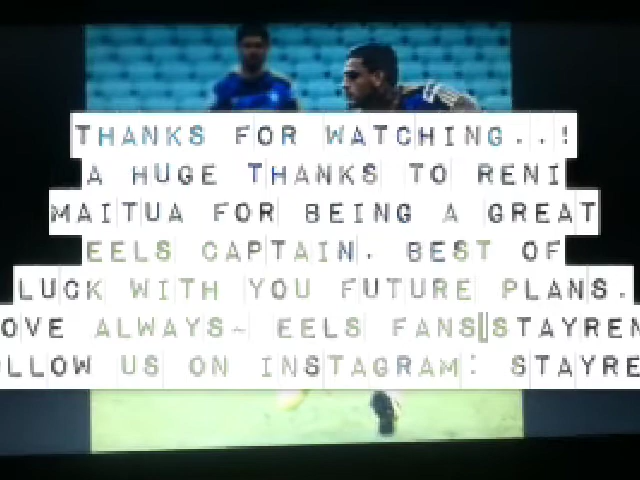 THANKS FOR WATCHING..!
A HUGE THANKS TO RENI
MAITUA FOR BEING A GREAT
EELS CAPTAIN. BEST OF
LUCK WITH YOU FUTURE PLANS.
OVE ALWAYS~ EELS FANS[STAYREN
LLOW US ON INSTAGRAM: STAYRE